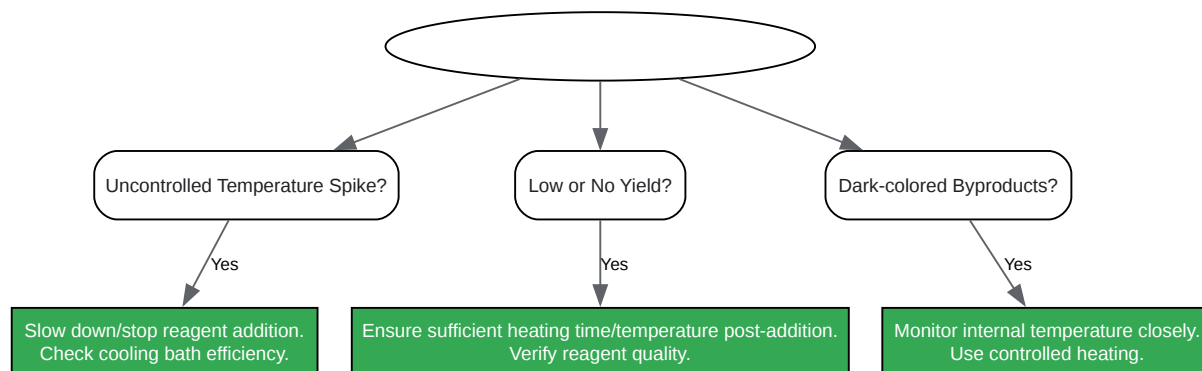 Uncontrolled Temperature Spike?
Low or No Yield?
Dark-colored Byproducts?
Yes
Yes
Yes
Slow down/stop reagent addition.
Check cooling bath efficiency.
Ensure sufficient heating time/temperature post-addition.
Verify reagent quality.
Monitor internal temperature closely.
Use controlled heating.